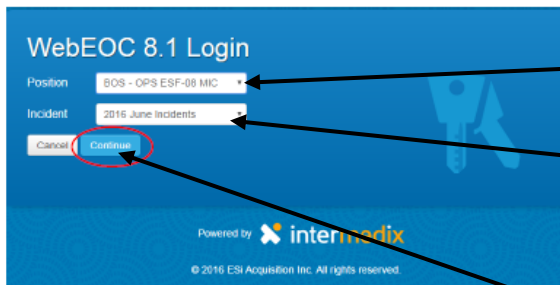 WebEOC 8.1 Login
Position BOS - OPS ESF-08 MIC
Incident 2016 June Incidents
Cancel Continue
Powered by intermedix
© 2016 ESi Acquisition Inc. All rights reserved.